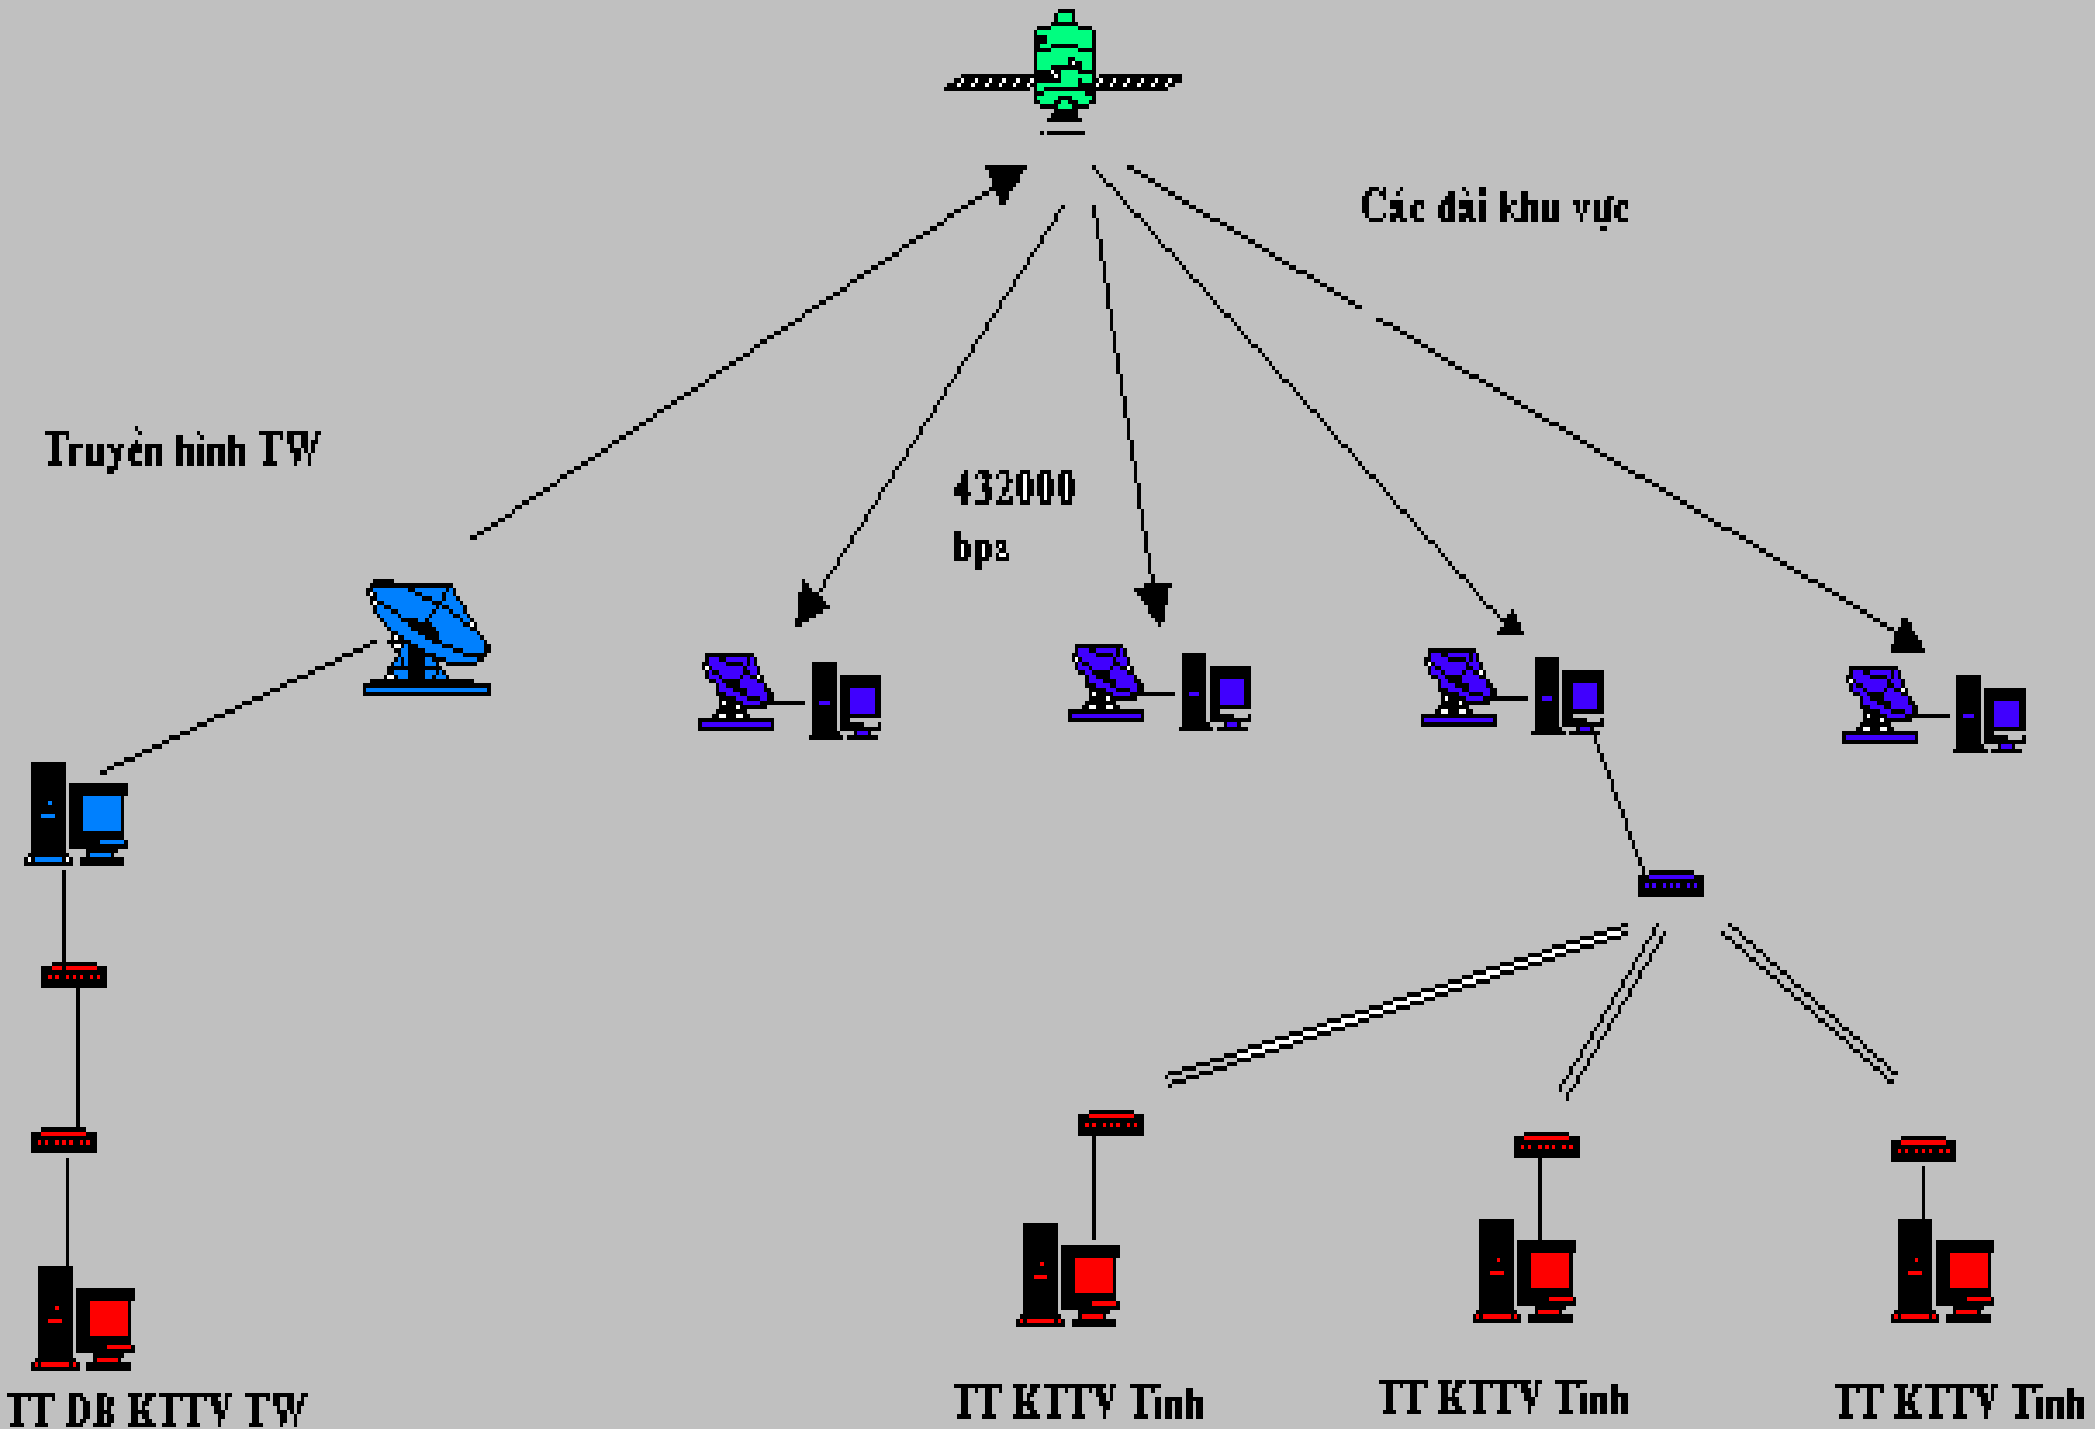 Các đài khu vực
Truyền hình TW
432000
bps
TT DB KTTV TW
TT KTTV Tỉnh
TT KTTV Tỉnh
TT KTTV Tỉnh